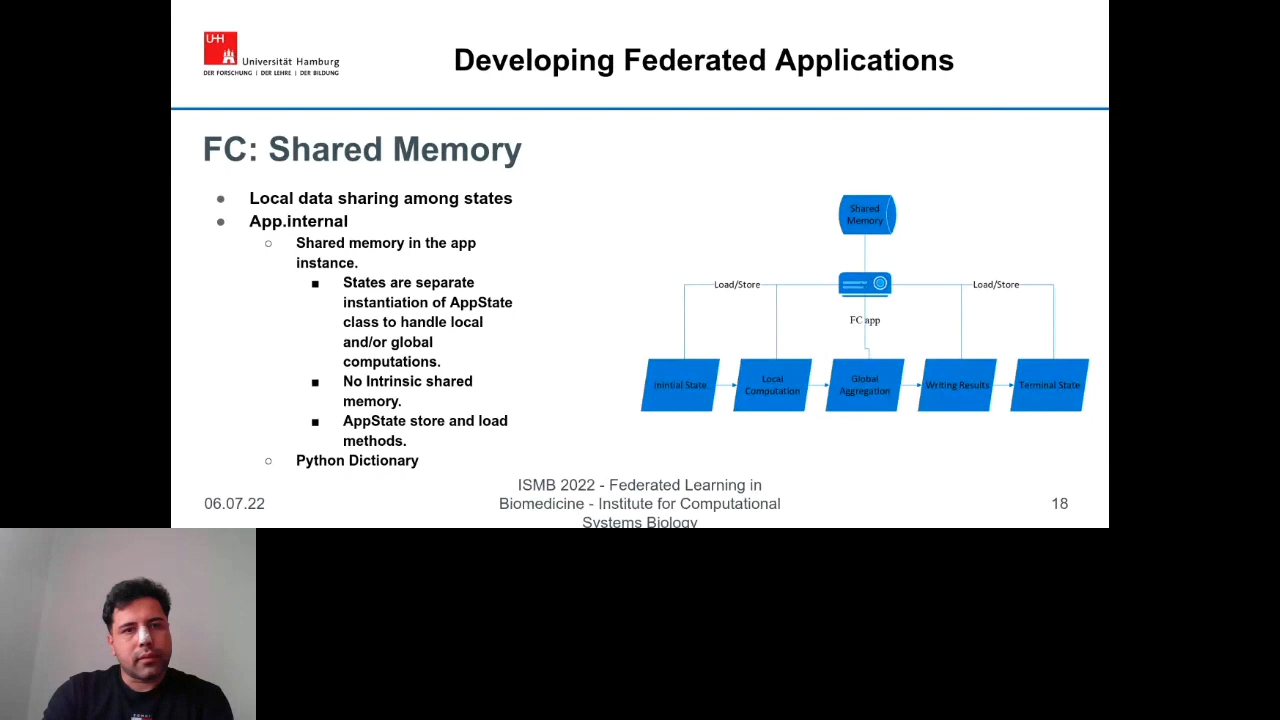 UHH
Universität Hamburg
DER FORSCHUNG | DER LEHRE | DER BILDUNG
Developing Federated Applications
FC: Shared Memory
● Local data sharing among states
● App.internal
○ Shared memory in the app
instance.
■ States are separate
instantiation of AppState
class to handle local
and/or global
computations.
■ No Intrinsic shared
memory.
■ AppState store and load
methods.
○ Python Dictionary
Shared
Memory
Load/Store
Load/Store
FC app
Inintial State
Local
Computation
Global
Aggregation
Writing Results
Terminal State
06.07.22
ISMB 2022 - Federated Learning in
Biomedicine - Institute for Computational
Systems Biology
18